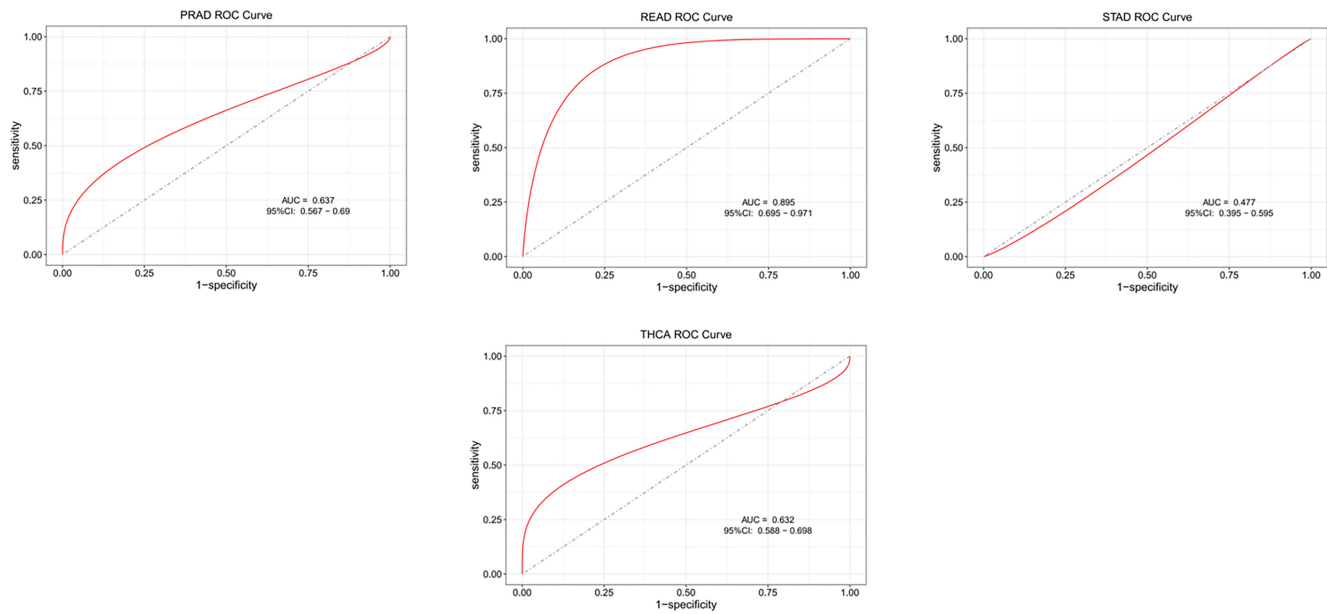 PRAD ROC Curve
1.00
0.75
0.50
0.25
0.00
sensitivity
AUC = 0.637
95%CI: 0.567 − 0.69
0.00 0.25 0.50 0.75 1.00
1−specificity
READ ROC Curve
1.00
0.75
0.50
0.25
0.00
sensitivity
AUC = 0.895
95%CI: 0.695 − 0.971
0.00 0.25 0.50 0.75 1.00
1−specificity
STAD ROC Curve
1.00
0.75
0.50
0.25
0.00
sensitivity
AUC = 0.477
95%CI: 0.395 − 0.595
0.00 0.25 0.50 0.75 1.00
1−specificity
THCA ROC Curve
1.00
0.75
0.50
0.25
0.00
sensitivity
AUC = 0.632
95%CI: 0.588 − 0.698
0.00 0.25 0.50 0.75 1.00
1−specificity